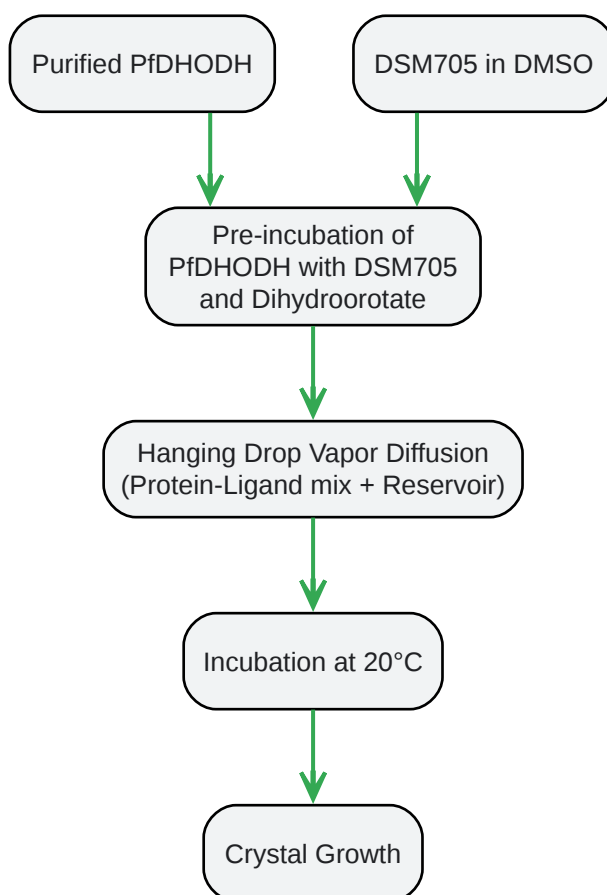 Purified PfDHODH
DSM705 in DMSO
Pre-incubation of
PfDHODH with DSM705
and Dihydroorotate
Hanging Drop Vapor Diffusion
(Protein-Ligand mix + Reservoir)
Incubation at 20°C
Crystal Growth